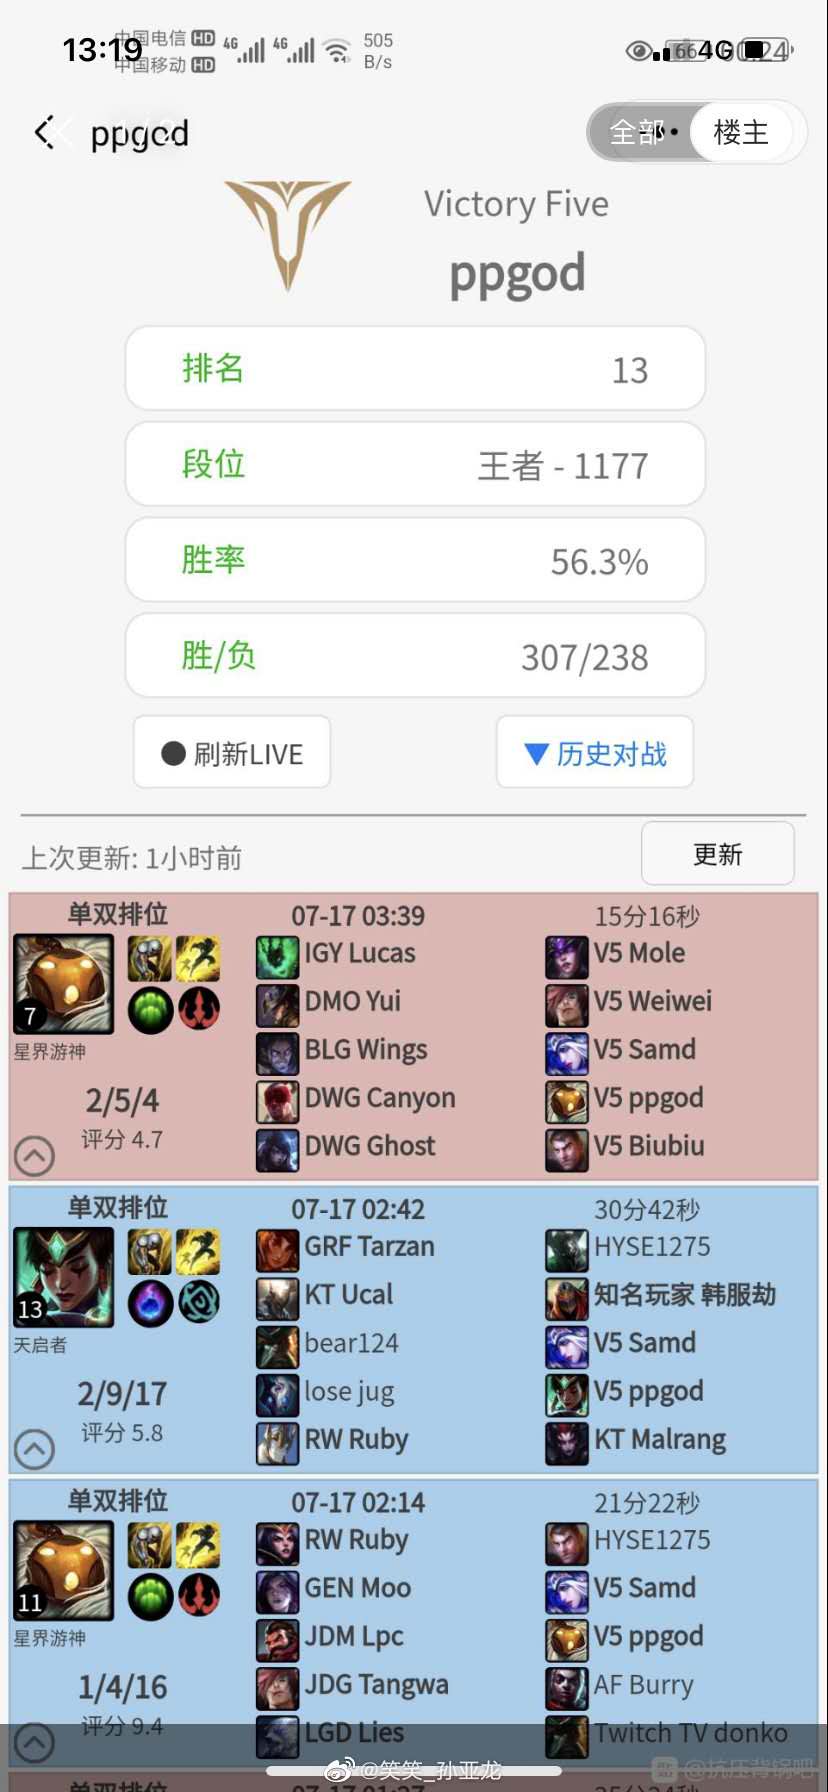 13:19
中国电信 HD 4G 4G 505 B/s 66 4G 00:24
中国移动 HD
ppgod 全部 楼主
Victory Five
ppgod
排名 13
段位 王者 - 1177
胜率 56.3%
胜/负 307/238
刷新LIVE 历史对战
上次更新: 1小时前 更新
单双排位 07-17 03:39 15分16秒
IGY Lucas V5 Mole
7 DMO Yui V5 Weiwei
星界游神 BLG Wings V5 Samd
2/5/4 DWG Canyon V5 ppgod
评分 4.7 DWG Ghost V5 Biubiu
单双排位 07-17 02:42 30分42秒
GRF Tarzan HYSE1275
13 KT Ucal 知名玩家 韩服劫
天启者 bear124 V5 Samd
2/9/17 lose jug V5 ppgod
评分 5.8 RW Ruby KT Malrang
单双排位 07-17 02:14 21分22秒
RW Ruby HYSE1275
11 GEN Moo V5 Samd
星界游神 JDM Lpc V5 ppgod
1/4/16 JDG Tangwa AF Burry
评分 9.4 LGD Lies Twitch TV donko
@笑笑_孙亚龙
@抗压背锅吧
单双排位 07-17 01:27